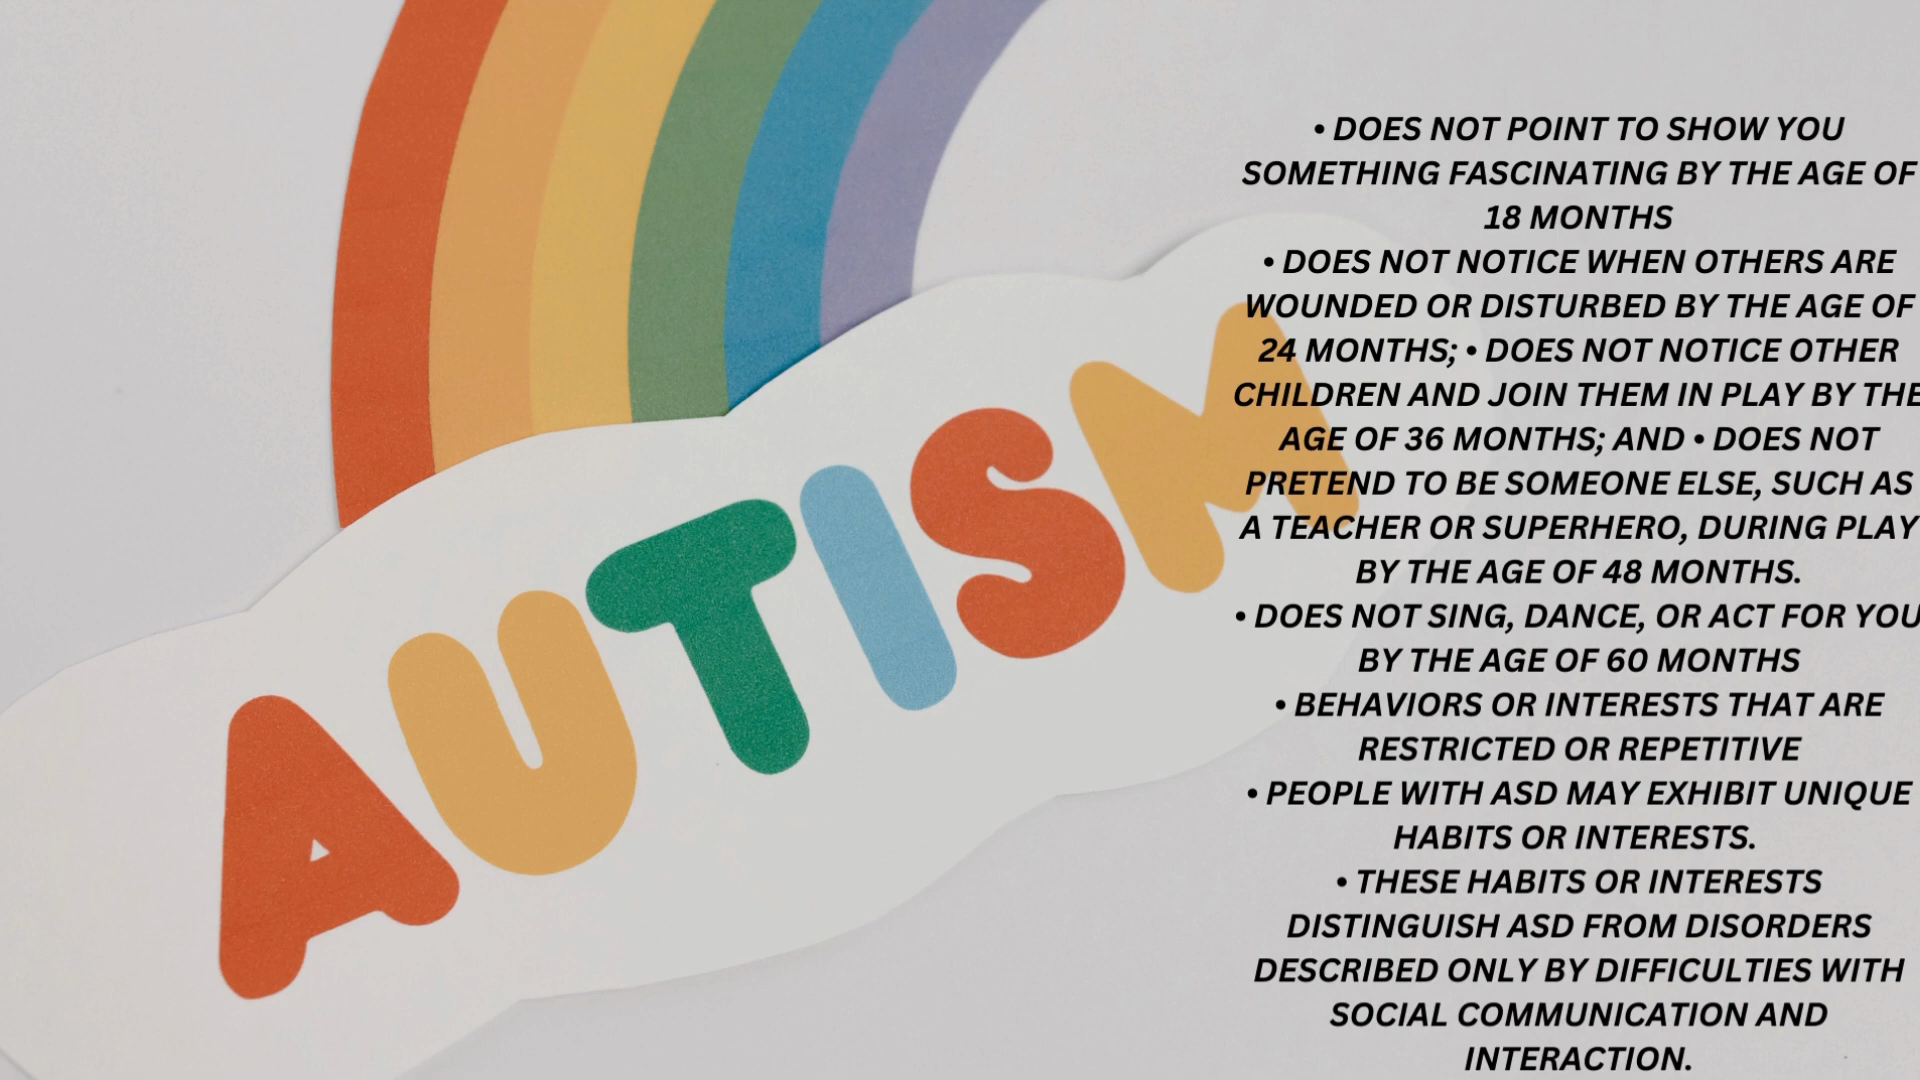 AUTISM
• DOES NOT POINT TO SHOW YOU
SOMETHING FASCINATING BY THE AGE OF
18 MONTHS
• DOES NOT NOTICE WHEN OTHERS ARE
WOUNDED OR DISTURBED BY THE AGE OF
24 MONTHS; • DOES NOT NOTICE OTHER
CHILDREN AND JOIN THEM IN PLAY BY THE
AGE OF 36 MONTHS; AND • DOES NOT
PRETEND TO BE SOMEONE ELSE, SUCH AS
A TEACHER OR SUPERHERO, DURING PLAY
BY THE AGE OF 48 MONTHS.
• DOES NOT SING, DANCE, OR ACT FOR YOU
BY THE AGE OF 60 MONTHS
• BEHAVIORS OR INTERESTS THAT ARE
RESTRICTED OR REPETITIVE
• PEOPLE WITH ASD MAY EXHIBIT UNIQUE
HABITS OR INTERESTS.
• THESE HABITS OR INTERESTS
DISTINGUISH ASD FROM DISORDERS
DESCRIBED ONLY BY DIFFICULTIES WITH
SOCIAL COMMUNICATION AND
INTERACTION.